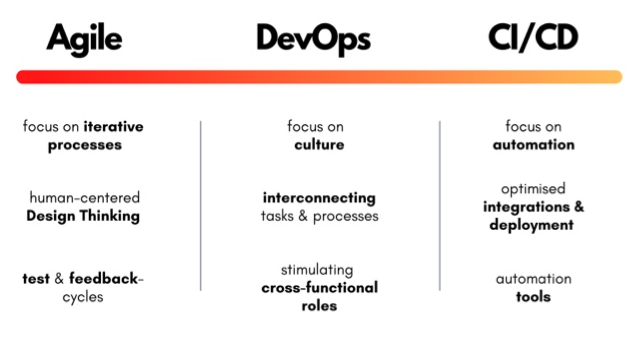 Agile
DevOps
CI/CD
focus on iterative
processes
human-centered
Design Thinking
test & feedback-
cycles
focus on
culture
interconnecting
tasks & processes
stimulating
cross-functional
roles
focus on
automation
optimised
integrations &
deployment
automation
tools